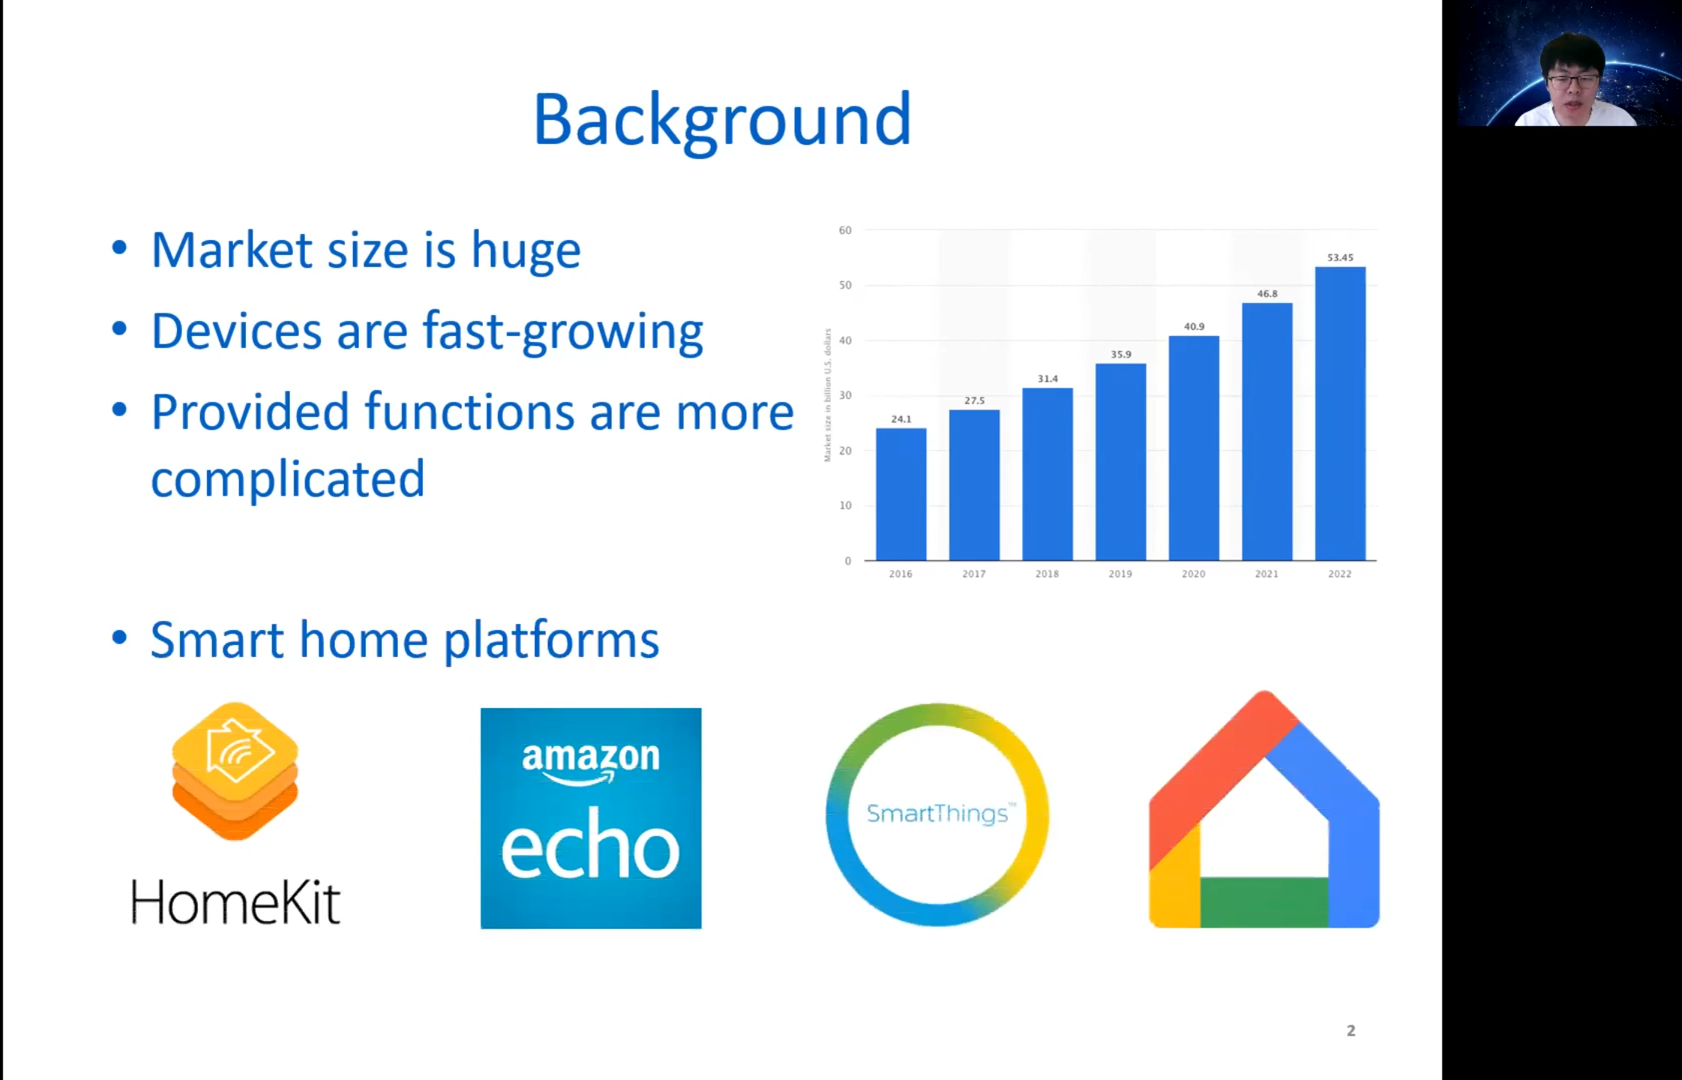 Background
• Market size is huge
• Devices are fast-growing
• Provided functions are more
complicated
Market size in billion U.S. dollars
60
50
40
30
20
10
0
24.1
27.5
31.4
35.9
40.9
46.8
53.45
2016
2017
2018
2019
2020
2021
2022
• Smart home platforms
HomeKit
amazon
echo
SmartThings™
2